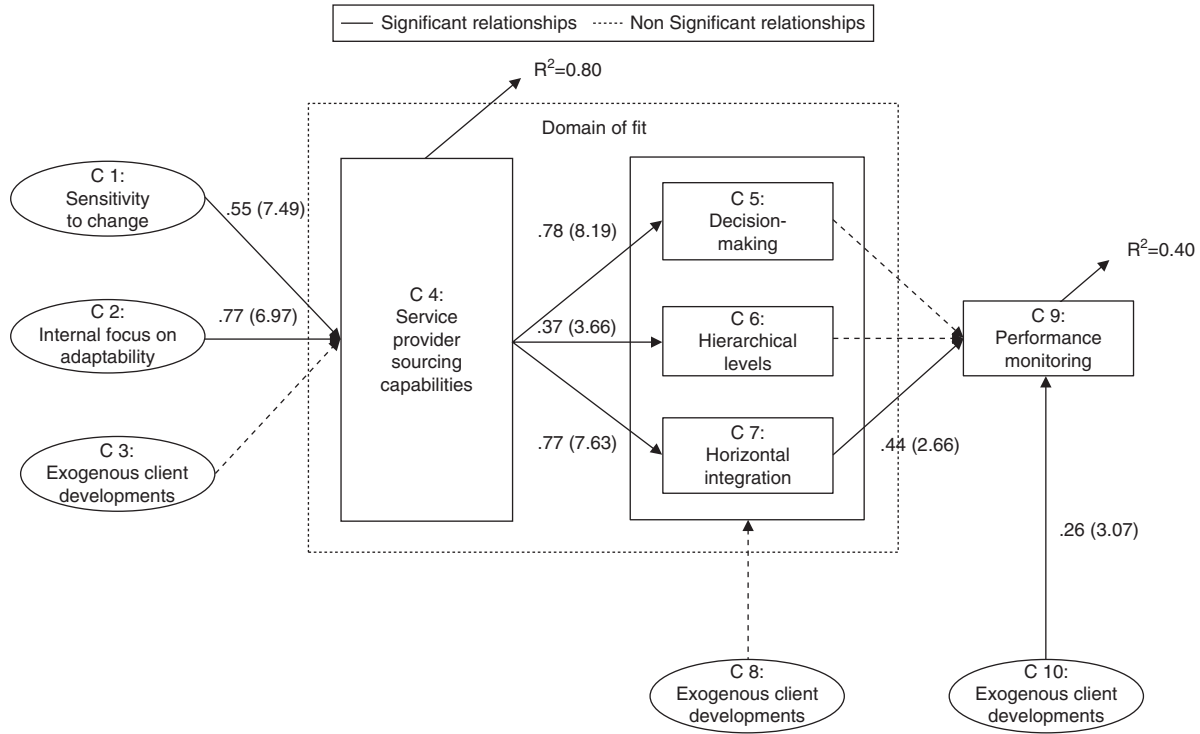 Significant relationships
Non Significant relationships
R²=0.80
Domain of fit
C 1:
Sensitivity
to change
.55 (7.49)
C 2:
Internal focus on
adaptability
.77 (6.97)
C 3:
Exogenous client
developments
C 4:
Service
provider
sourcing
capabilities
.78 (8.19)
.37 (3.66)
.77 (7.63)
C 5:
Decision-
making
C 6:
Hierarchical
levels
C 7:
Horizontal
integration
.44 (2.66)
R²=0.40
C 9:
Performance
monitoring
.26 (3.07)
C 8:
Exogenous client
developments
C 10:
Exogenous client
developments